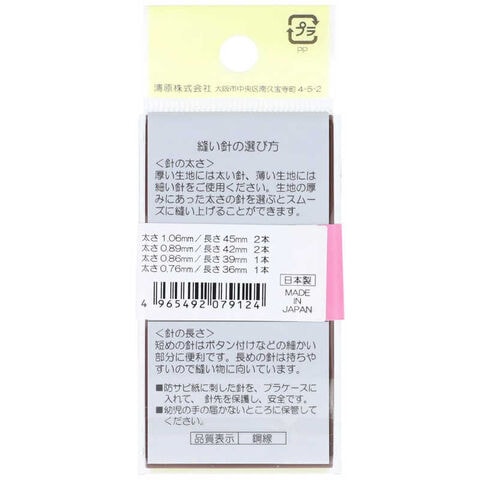 プラ
PP
清原株式会社 大阪市中央区南久宝寺町 4-5-2
縫い針の選び方
<針の太さ>
厚い生地には太い針、薄い生地には
細い針をご使用ください。生地の厚
みにあった太さの針を選ぶとスムー
ズに縫い上げることができます。
太さ 1.06mm/長さ 45mm 2本
太さ 0.89mm/長さ 42mm 2本
太さ 0.86mm/長さ 39mm 1本
太さ 0.76mm/長さ 36mm 1本
日本製
MADE
IN
JAPAN
4 965492 079124
<針の長さ>
短めの針はボタン付けなどの細かい
部分に便利です。長めの針は持ちや
すいので縫い物に向いています。
■防サビ紙に刺した針を、プラケースに
入れて、針先を保護し、安全です。
■幼児の手の届かないところに保管して
ください。
品質表示 鋼線